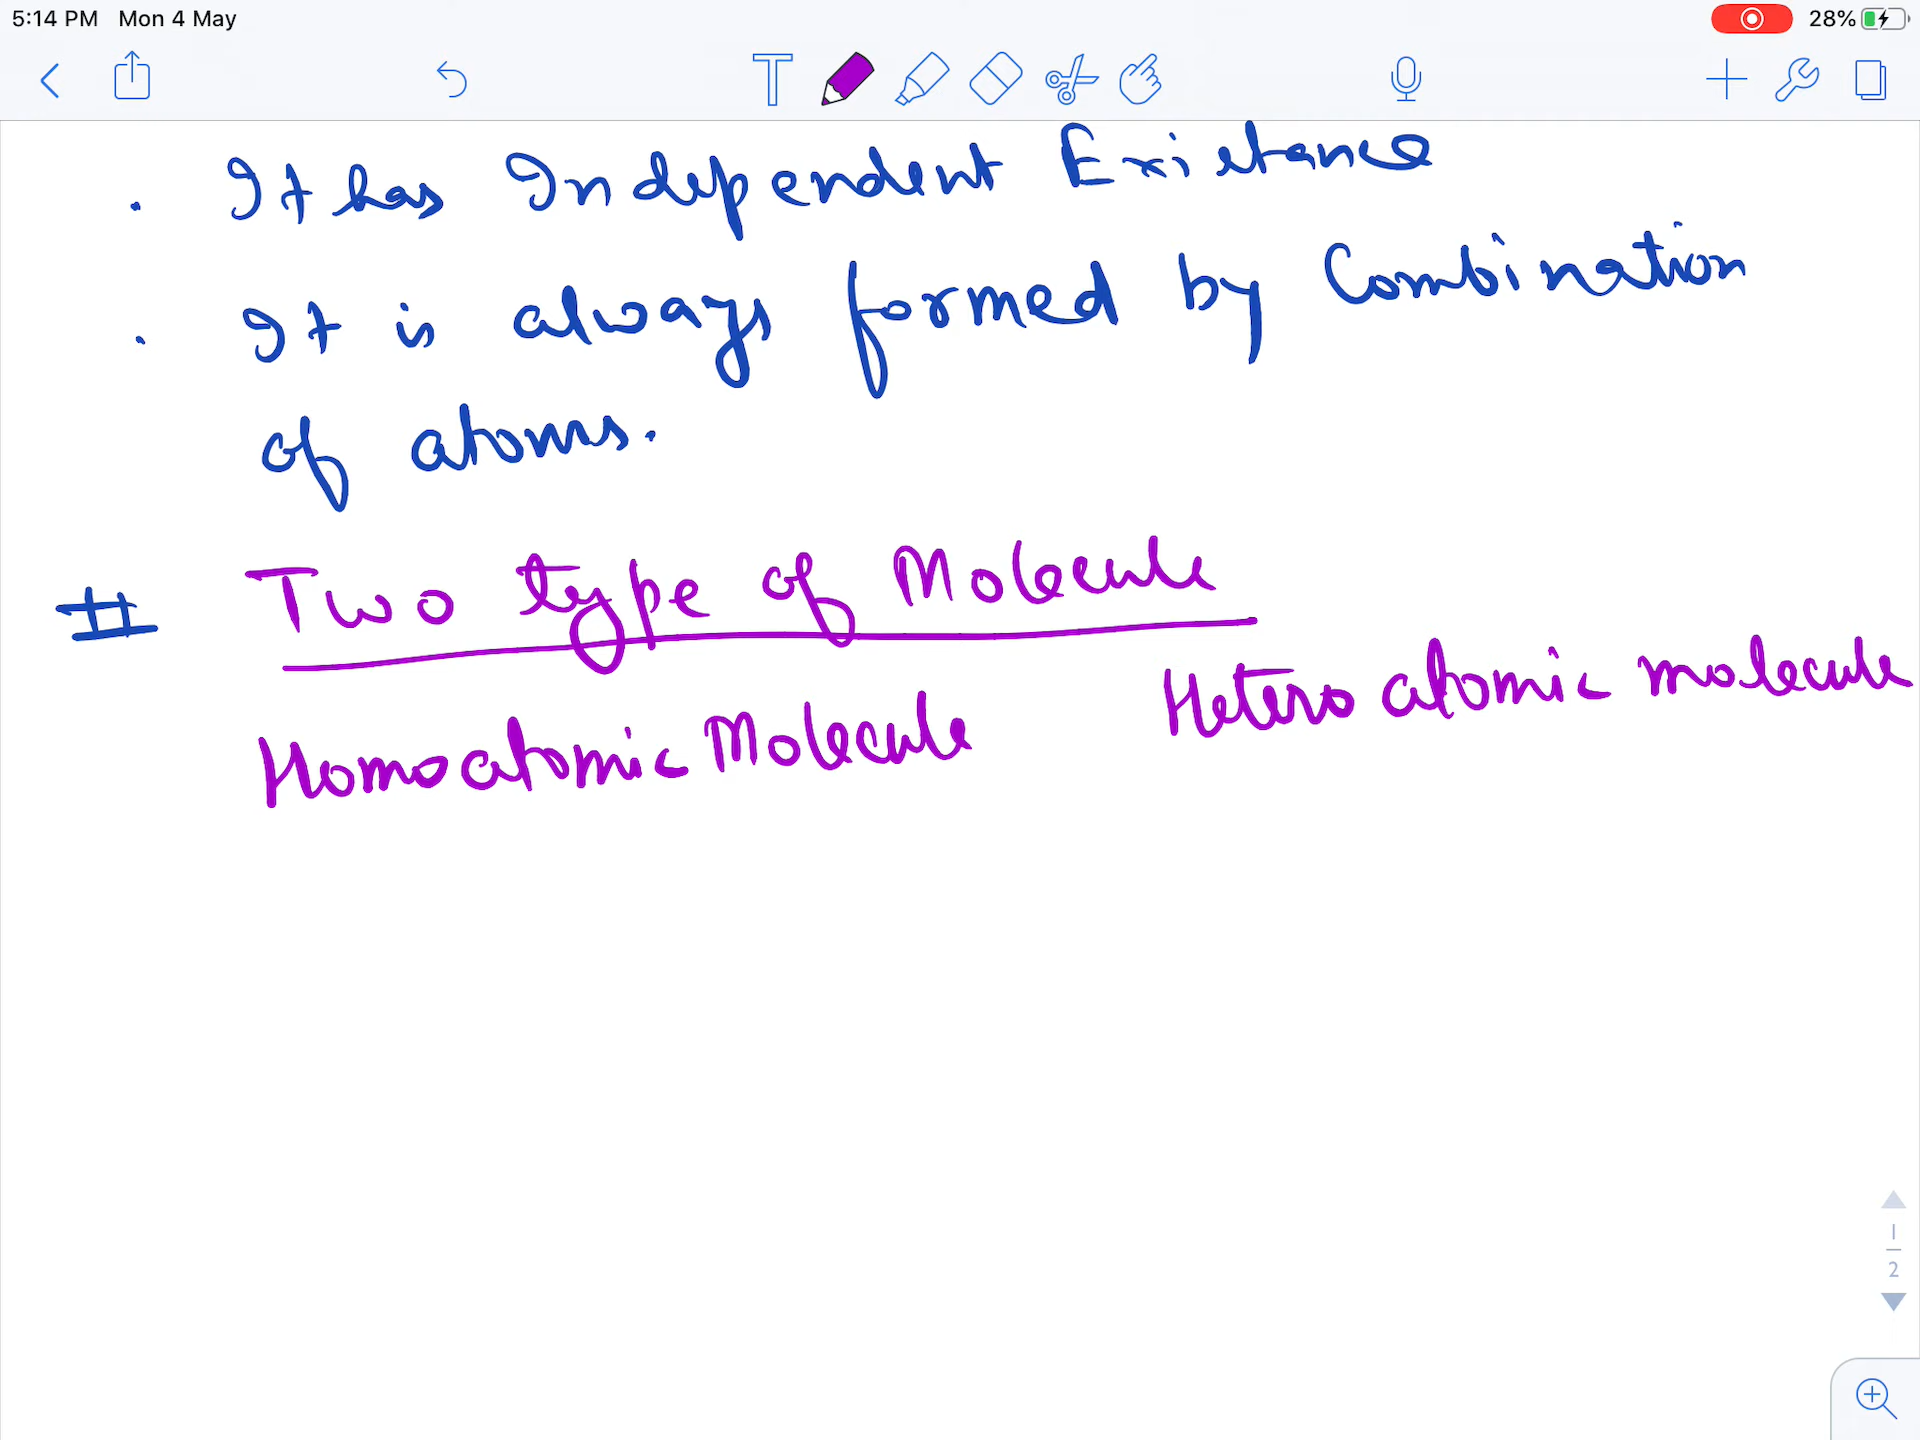 5:14 PM Mon 4 May 28%
. It has Independent Existance
. It is always formed by Combination
of atoms.
# Two type of Molecule
Homoatomic Molecule Hetero atomic molecule
1
2